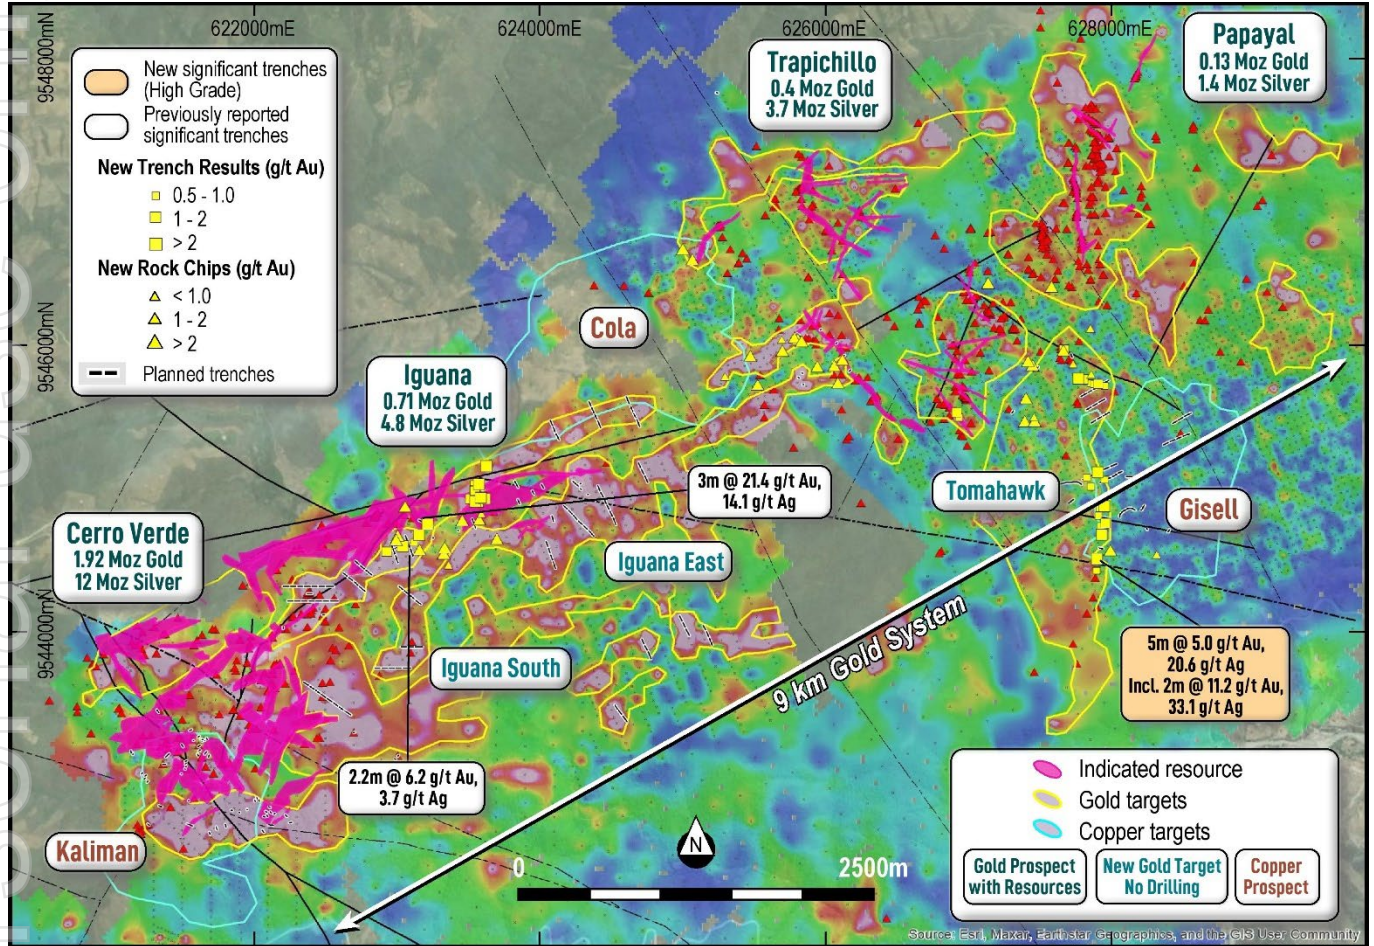 622000mE
624000mE
626000mE
628000mE
9548000mN
9546000mN
9544000mN
New significant trenches
(High Grade)
Previously reported
significant trenches
New Trench Results (g/t Au)
0.5 - 1.0
1 - 2
> 2
New Rock Chips (g/t Au)
< 1.0
1 - 2
> 2
Planned trenches
Trapichillo
0.4 Moz Gold
3.7 Moz Silver
Papayal
0.13 Moz Gold
1.4 Moz Silver
Cola
Iguana
0.71 Moz Gold
4.8 Moz Silver
Cerro Verde
1.92 Moz Gold
12 Moz Silver
3m @ 21.4 g/t Au,
14.1 g/t Ag
Tomahawk
Gisell
Iguana East
Iguana South
9 km Gold System
5m @ 5.0 g/t Au,
20.6 g/t Ag
Incl. 2m @ 11.2 g/t Au,
33.1 g/t Ag
2.2m @ 6.2 g/t Au,
3.7 g/t Ag
Kaliman
N
0
2500m
Indicated resource
Gold targets
Copper targets
Gold Prospect
with Resources
New Gold Target
No Drilling
Copper
Prospect
Source: Esri, Maxar, Earthstar Geographics, and the GIS User Community